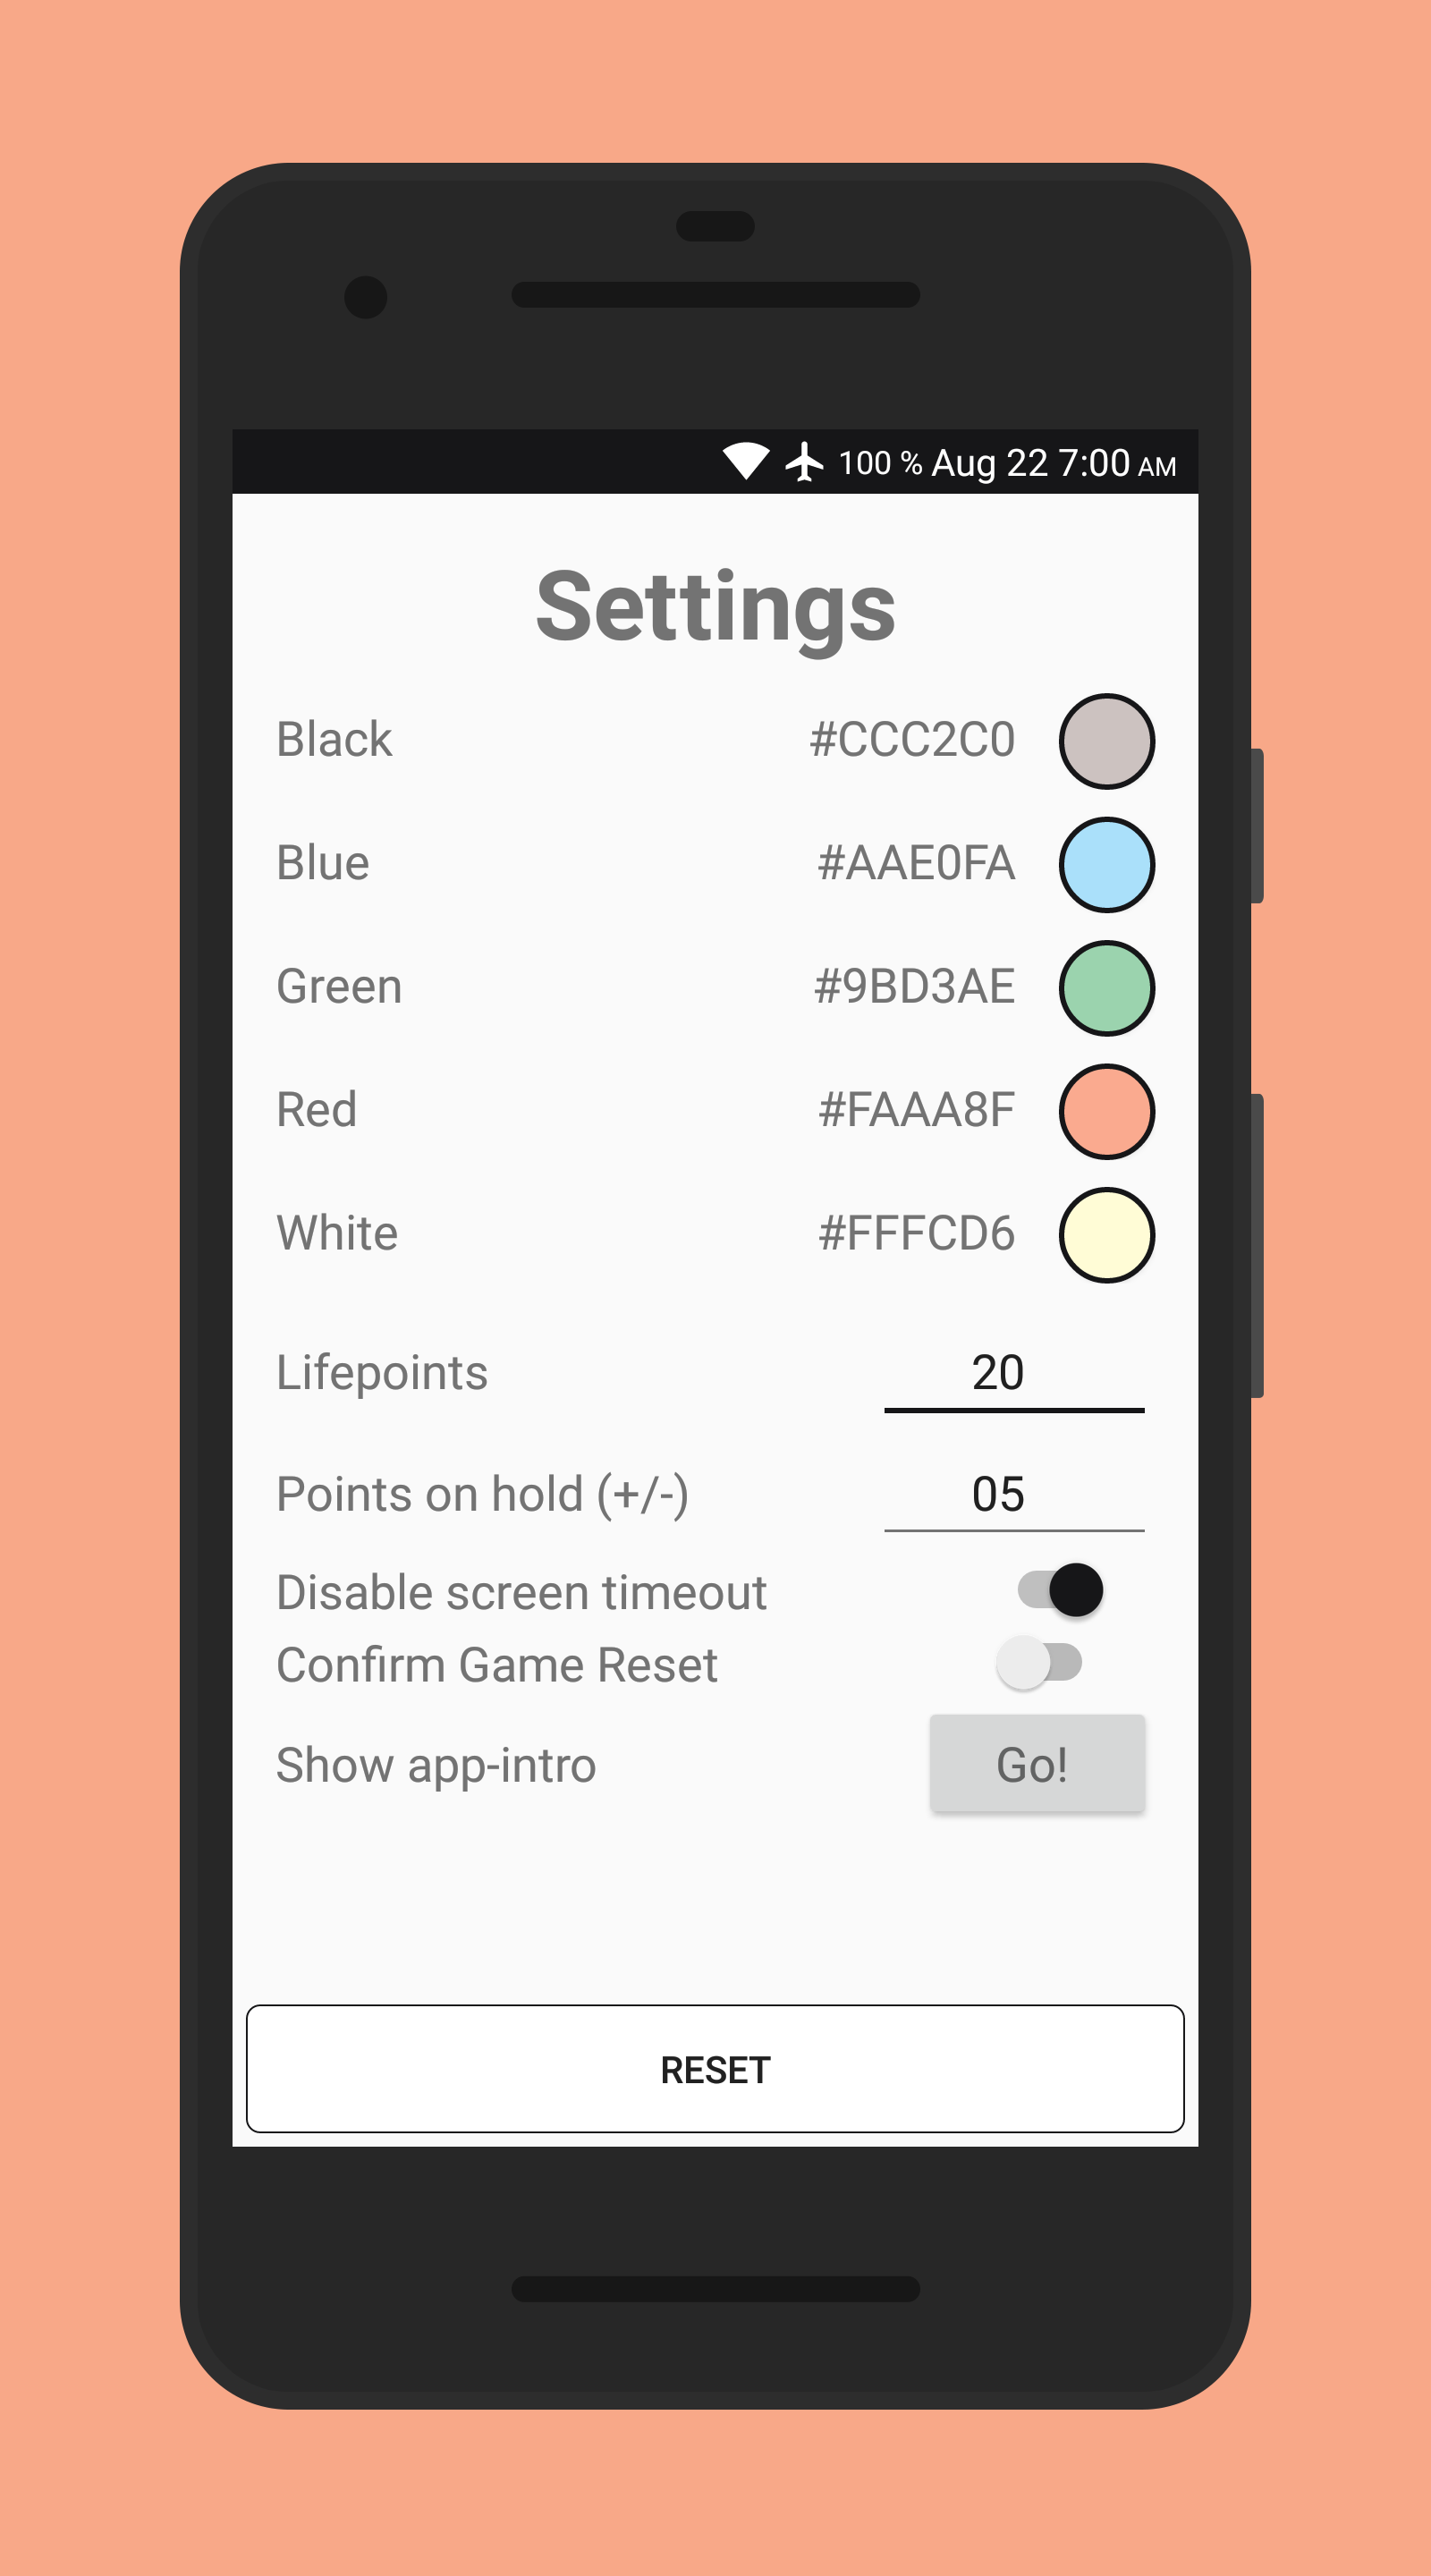 100 % Aug 22 7:00 AM
Settings
Black #CCC2C0
Blue #AAE0FA
Green #9BD3AE
Red #FAAA8F
White #FFFCD6
Lifepoints 20
Points on hold (+/-) 05
Disable screen timeout
Confirm Game Reset
Show app-intro Go!
RESET